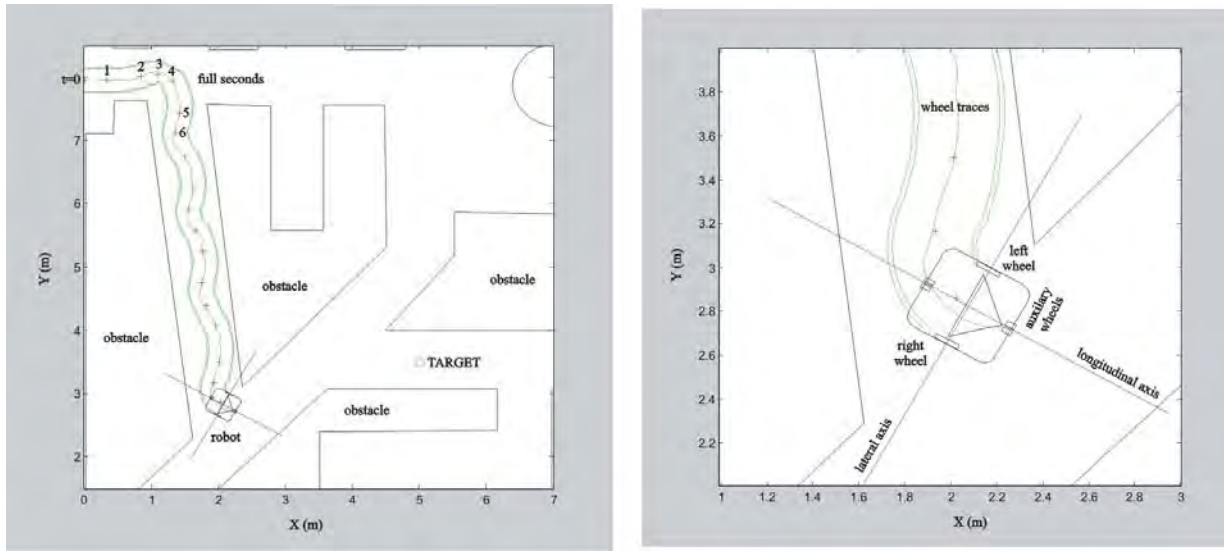 t=0
1
2
3
4
5
6
full seconds
obstacle
obstacle
obstacle
obstacle
TARGET
robot
7
6
5
4
3
2
0
1
2
3
4
5
6
7
Y (m)
X (m)
3.8
3.6
3.4
3.2
3
2.8
2.6
2.4
2.2
1
1.2
1.4
1.6
1.8
2
2.2
2.4
2.6
2.8
3
Y (m)
X (m)
wheel traces
left
wheel
auxilary
wheels
right
wheel
longitudinal axis
lateral axis